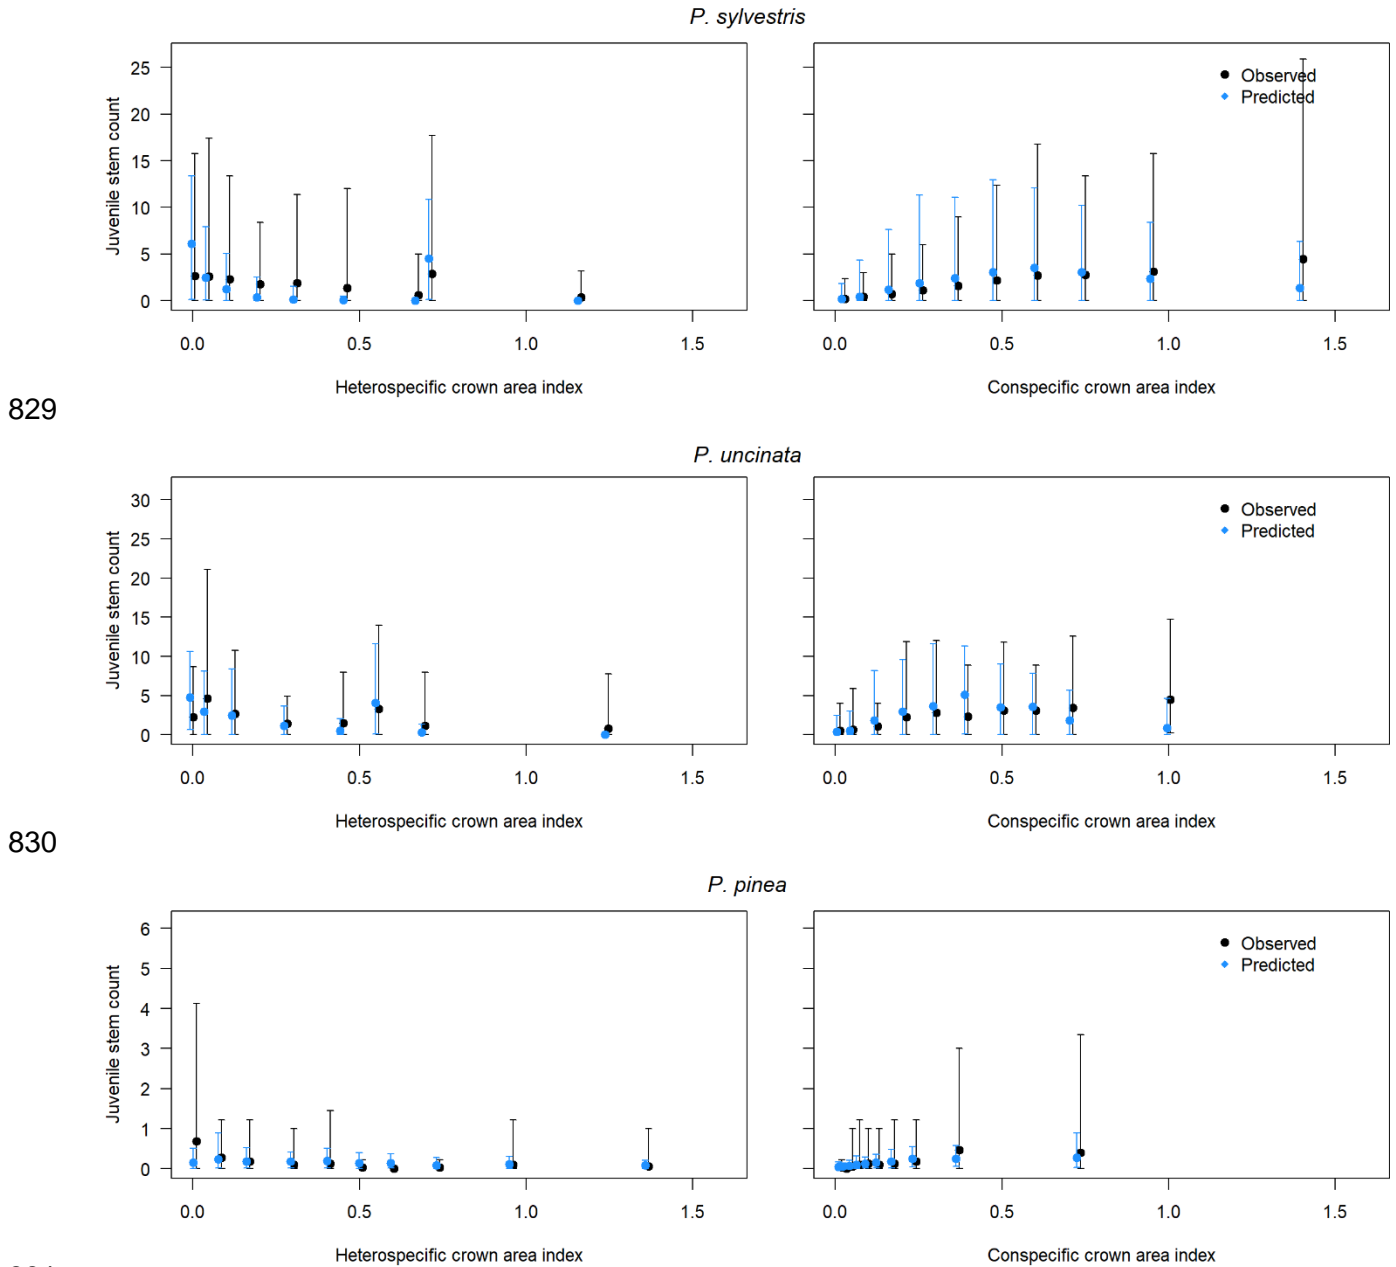 P. sylvestris
Juvenile stem count
25
20
15
10
5
0
0.0 0.5 1.0 1.5
Heterospecific crown area index
Observed
Predicted
0.0 0.5 1.0 1.5
Conspecific crown area index
829
P. uncinata
Juvenile stem count
30
25
20
15
10
5
0
0.0 0.5 1.0 1.5
Heterospecific crown area index
Observed
Predicted
0.0 0.5 1.0 1.5
Conspecific crown area index
830
P. pinea
Juvenile stem count
6
5
4
3
2
1
0
0.0 0.5 1.0 1.5
Heterospecific crown area index
Observed
Predicted
0.0 0.5 1.0 1.5
Conspecific crown area index